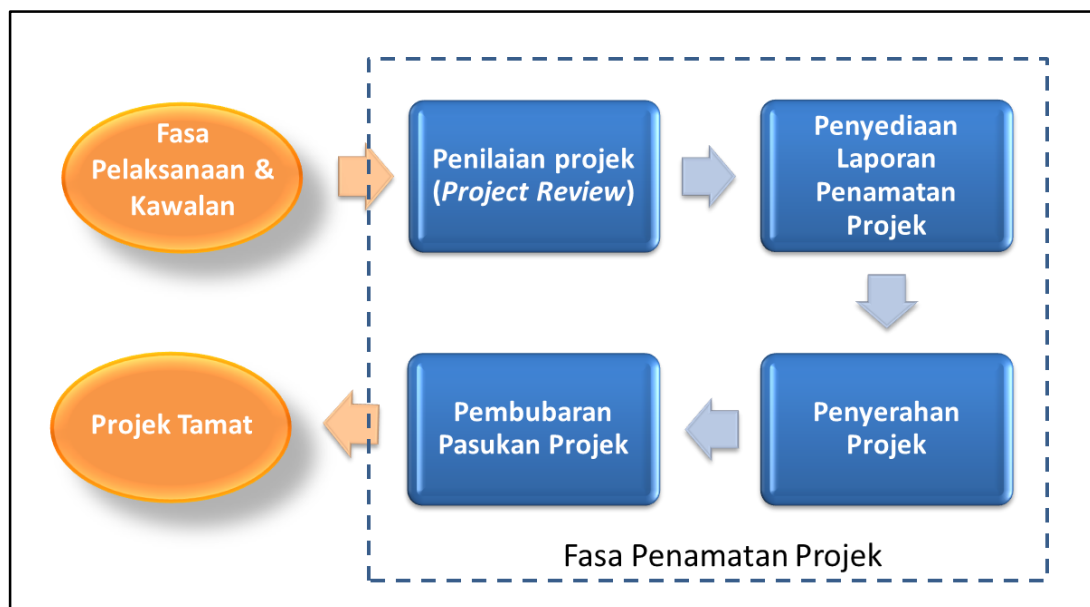 Fasa
Pelaksanaan &
Kawalan
Penilaian projek
(Project Review)
Penyediaan
Laporan
Penamatan
Projek
Penyerahan
Projek
Pembubaran
Pasukan Projek
Projek Tamat
Fasa Penamatan Projek